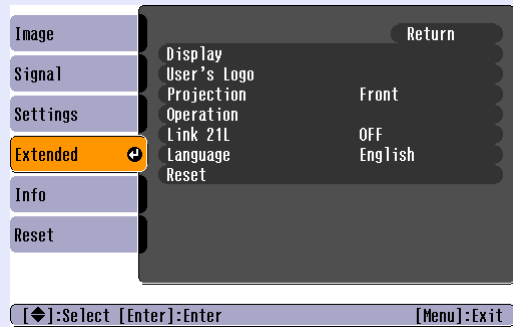 Image
Signal
Settings
Extended
Info
Reset
Return
Display
User's Logo
Projection Front
Operation
Link 21L OFF
Language English
Reset
[◆]:Select [Enter]:Enter [Menu]:Exit